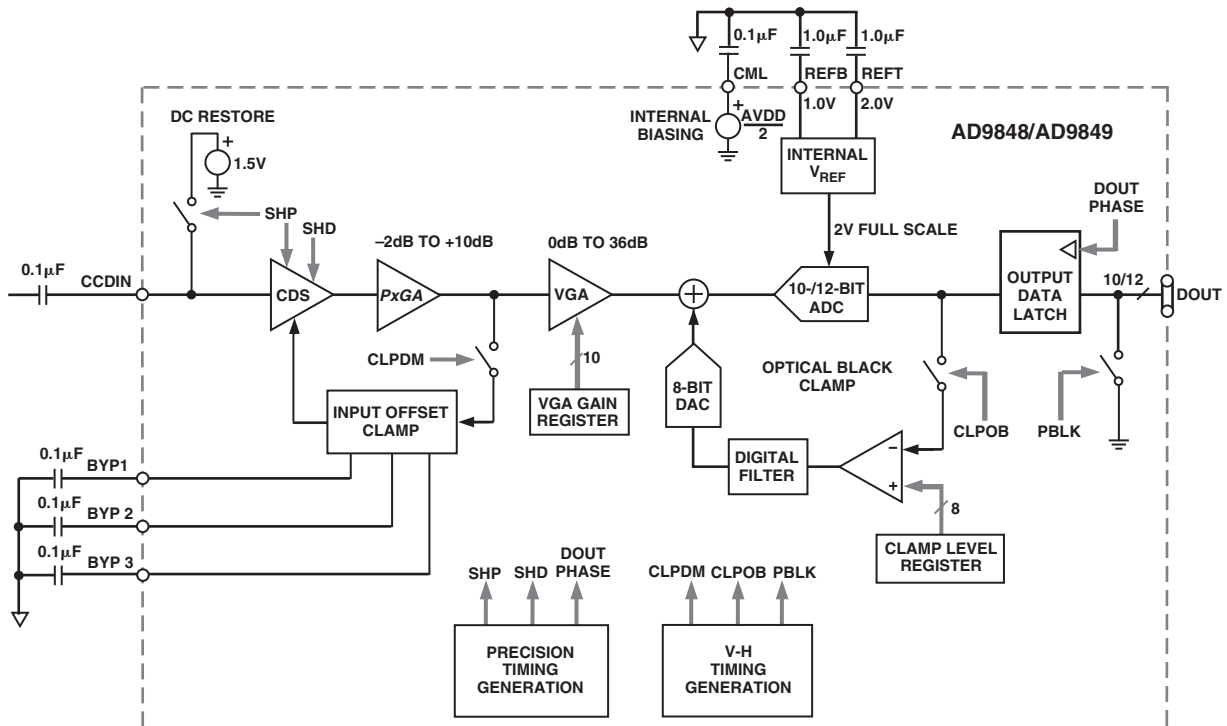 0.1μF
1.0μF
1.0μF
CML
REFB
REFT
1.0V
2.0V
DC RESTORE
+
1.5V
INTERNAL
BIASING
+
AVDD
2
INTERNAL
VREF
AD9848/AD9849
SHP
SHD
–2dB TO +10dB
0dB TO 36dB
2V FULL SCALE
DOUT
PHASE
0.1μF
CCDIN
CDS
PxGA
VGA
+
10-/12-BIT
ADC
OUTPUT
DATA
LATCH
10/12
DOUT
CLPDM
10
8-BIT
DAC
OPTICAL BLACK
CLAMP
INPUT OFFSET
CLAMP
VGA GAIN
REGISTER
CLPOB
PBLK
DIGITAL
FILTER
–
+
8
0.1μF
BYP1
0.1μF
BYP 2
0.1μF
BYP 3
CLAMP LEVEL
REGISTER
SHP
SHD
DOUT
PHASE
CLPDM
CLPOB
PBLK
PRECISION
TIMING
GENERATION
V-H
TIMING
GENERATION